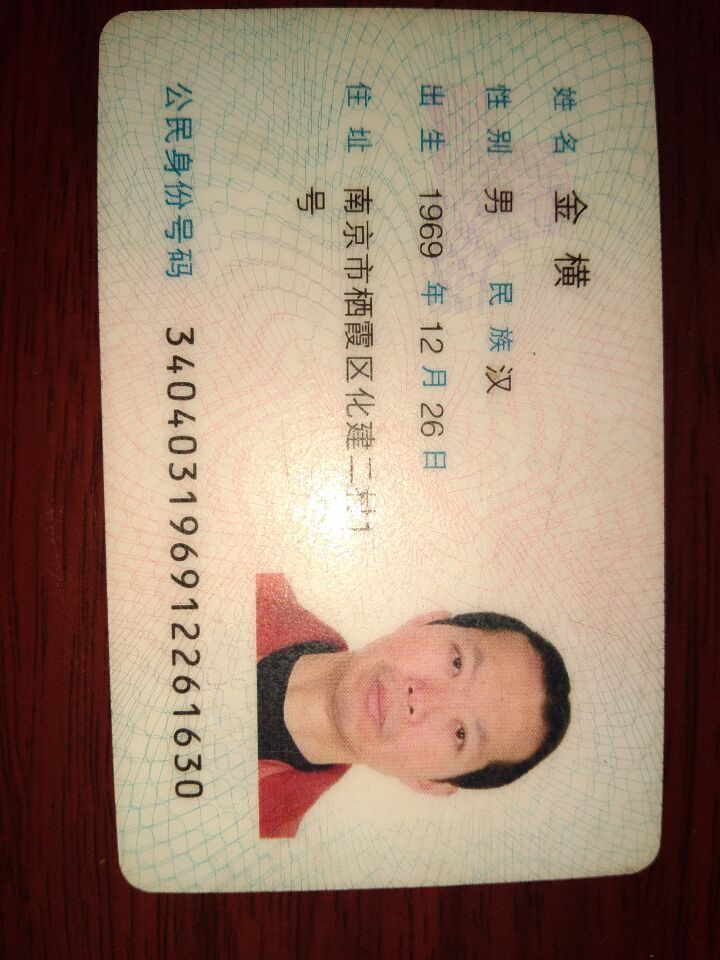 姓名 金横
性别 男 民族 汉
出生 1969 年 12 月 26 日
住址 南京市栖霞区化建二村1
号
公民身份号码 340403196912261630